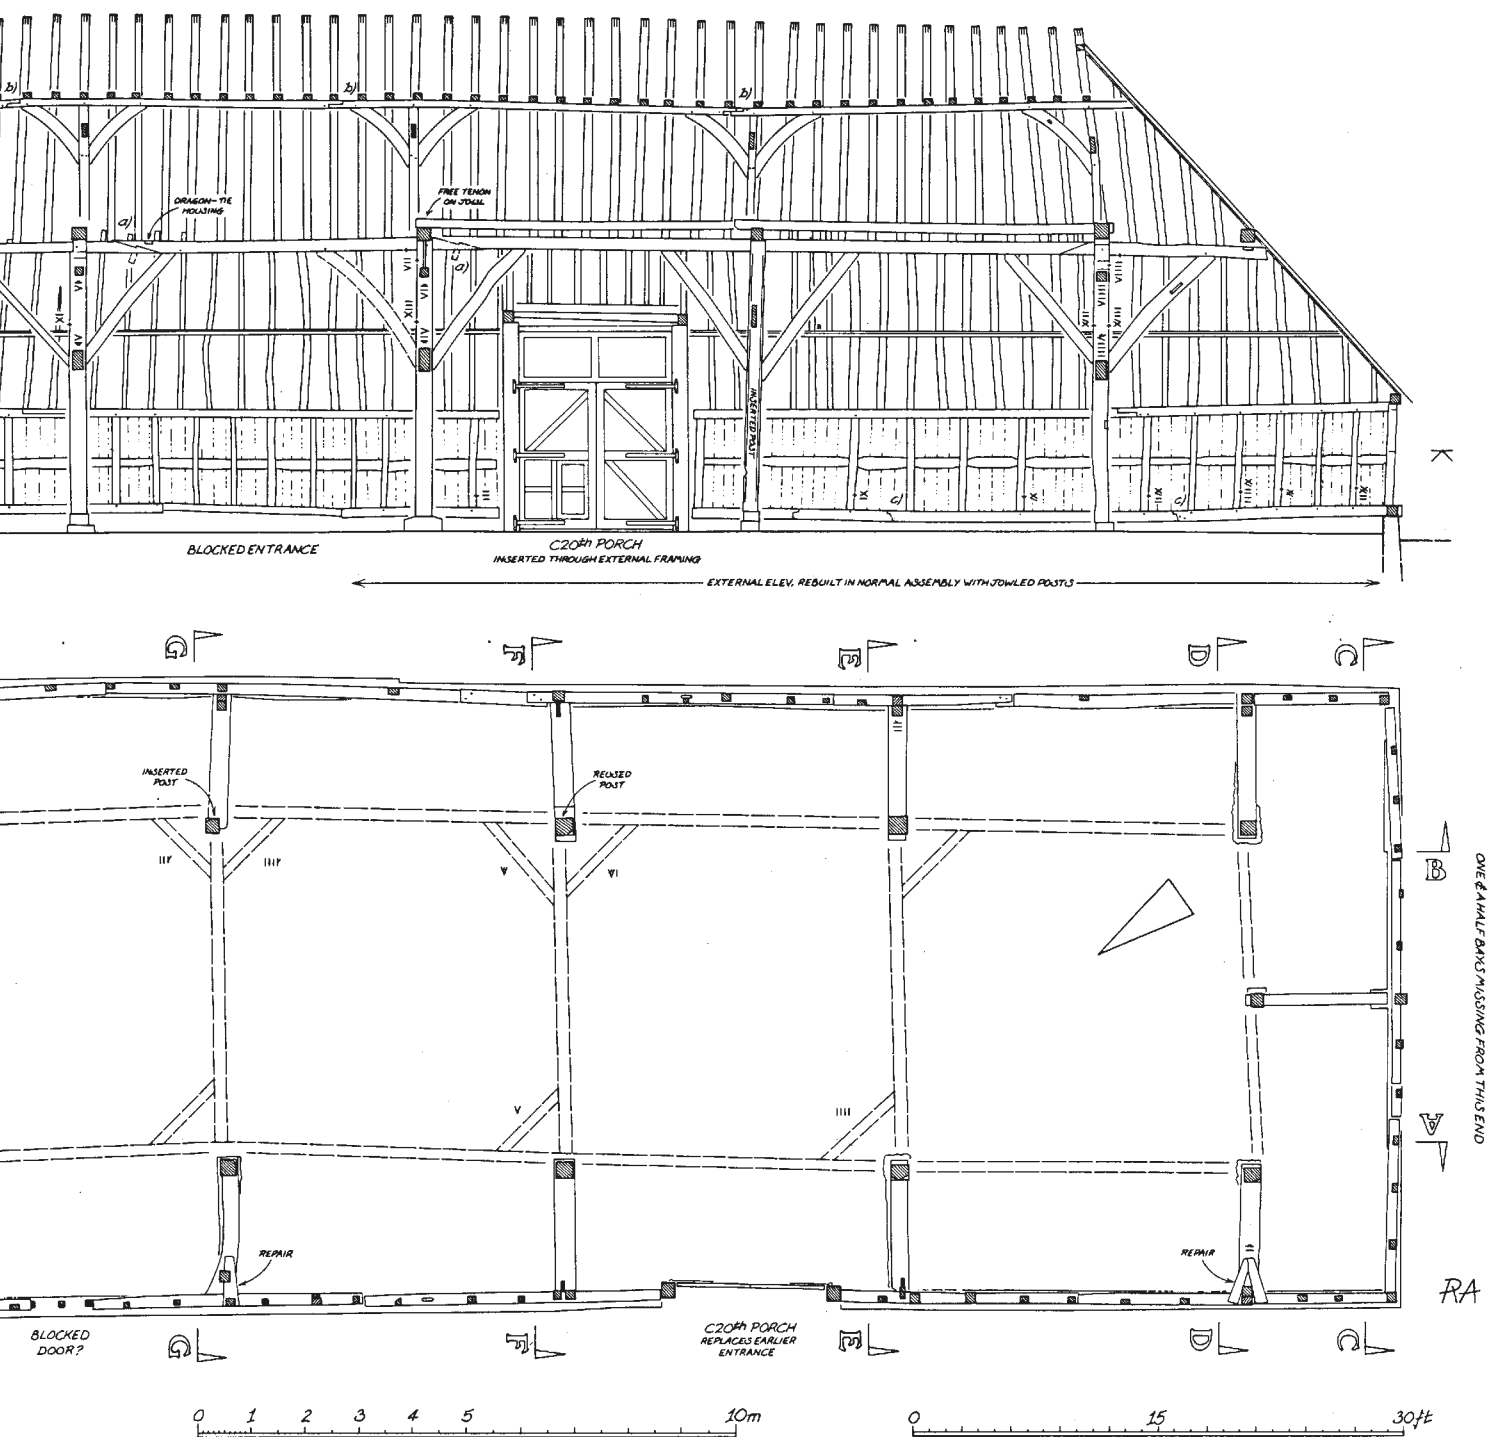 b)
b)
b)
FREE TENON
ON JOWL
DRAGON-TIE
HOUSING
a)
a)
INSERTED POST
c)
c)
K
BLOCKED ENTRANCE
C20th PORCH
INSERTED THROUGH EXTERNAL FRAMING
EXTERNAL ELEV, REBUILT IN NORMAL ASSEMBLY WITH JOWLED POSTS
G
F
E
D
C
INSERTED
POST
REUSED
POST
B
ONE & A HALF BAYS MISSING FROM THIS END
A
REPAIR
REPAIR
RA
BLOCKED
DOOR?
C20th PORCH
REPLACES EARLIER
ENTRANCE
G
F
E
D
C
0 1 2 3 4 5 10m
0 15 30ft